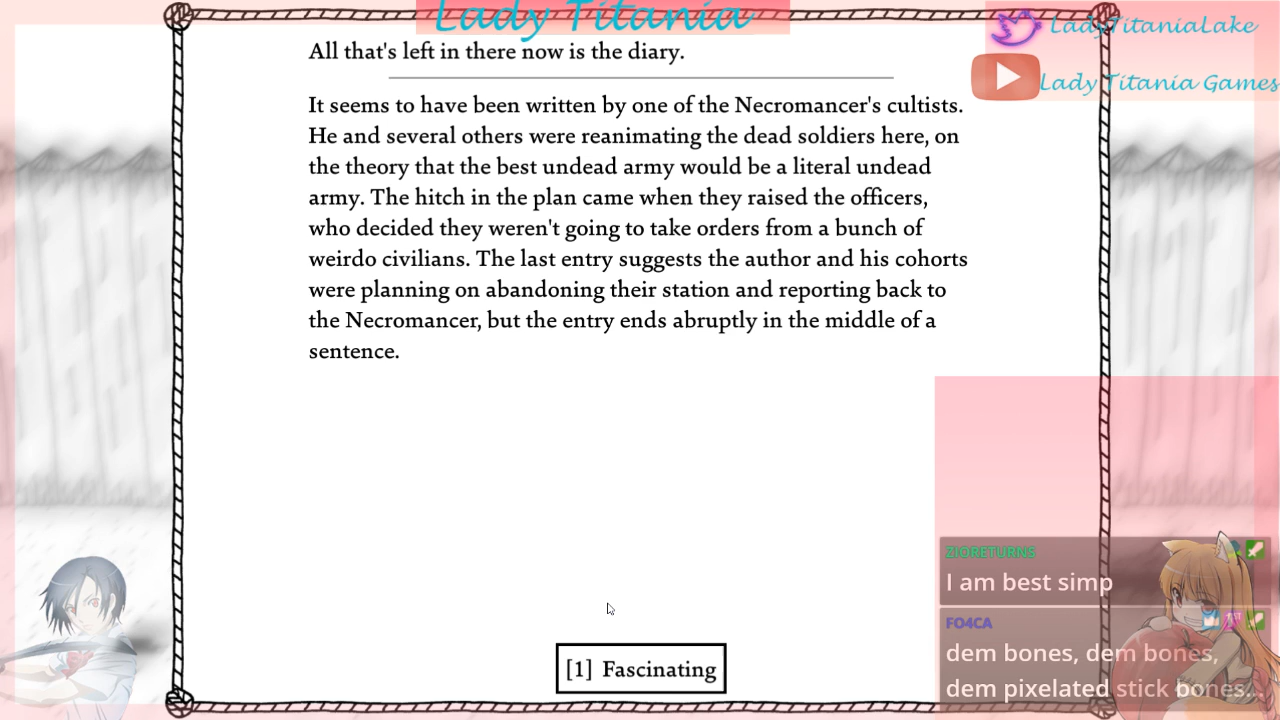 Lady Titania
LadyTitaniaLake
Lady Titania Games
All that's left in there now is the diary.
It seems to have been written by one of the Necromancer's cultists.
He and several others were reanimating the dead soldiers here, on
the theory that the best undead army would be a literal undead
army. The hitch in the plan came when they raised the officers,
who decided they weren't going to take orders from a bunch of
weirdo civilians. The last entry suggests the author and his cohorts
were planning on abandoning their station and reporting back to
the Necromancer, but the entry ends abruptly in the middle of a
sentence.
[1] Fascinating
ZIORETURNS
I am best simp
FO4CA
dem bones, dem bones,
dem pixelated stick bones...